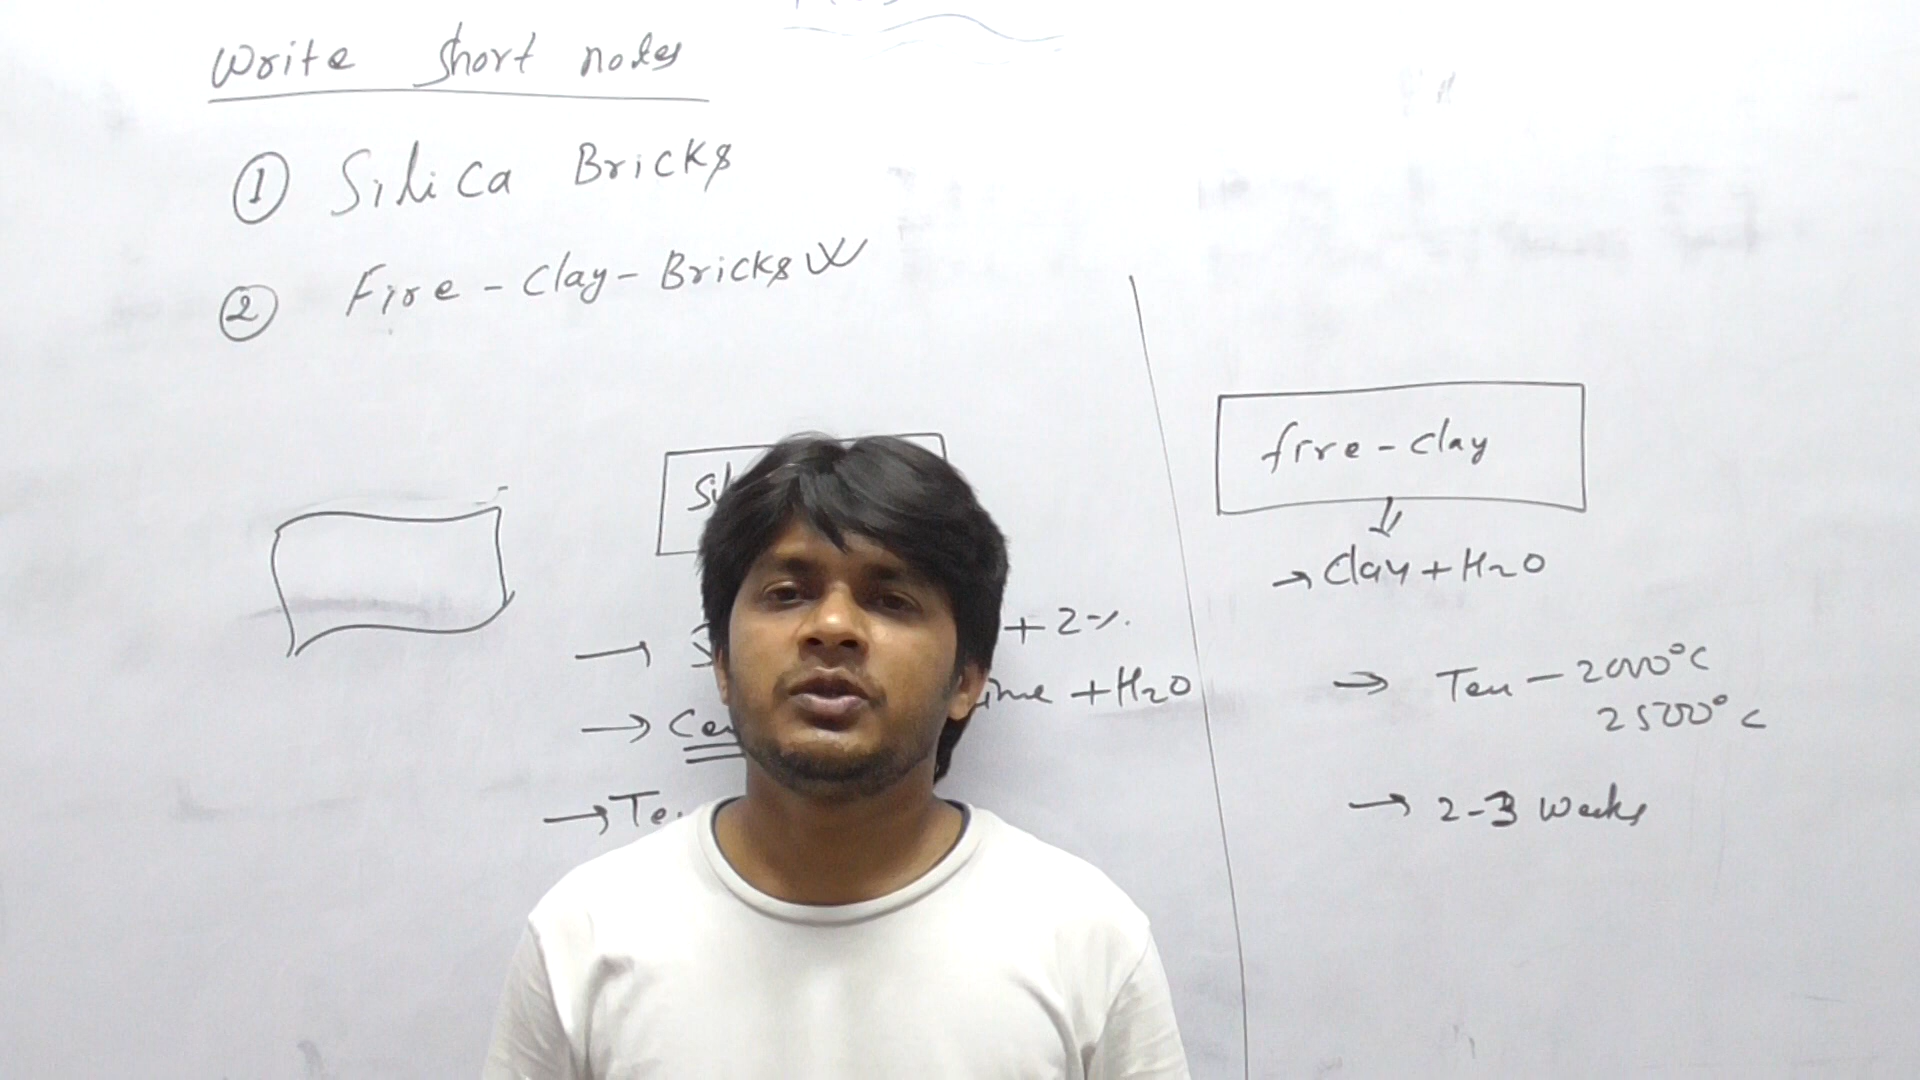 Write short notes
① Silica Bricks
② Fire-Clay-Bricks
+ 2%
+ H2O
→ Te
fire-clay
→ Clay + H2O
→ Tem - 2000°C
2500°C
→ 2-3 weeks